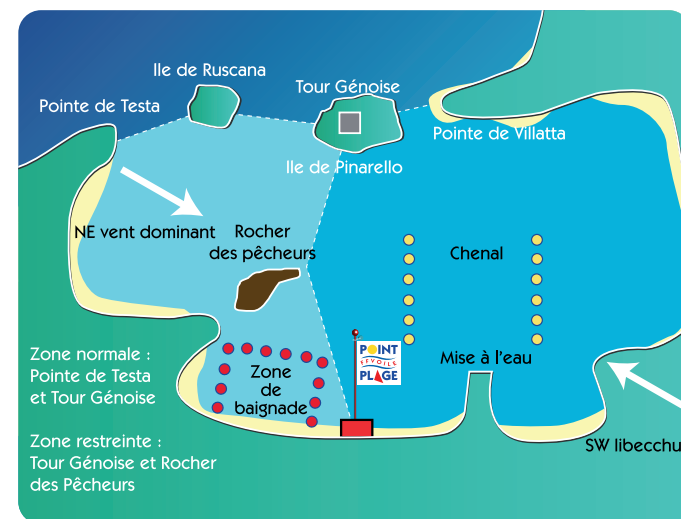 Ile de Ruscana
Tour Génoise
Pointe de Testa
Pointe de Villatta
Ile de Pinarello
NE vent dominant
Rocher
des pêcheurs
Chenal
POINT
FFVOILE
PLAGE
Mise à l'eau
Zone
de
baignade
Zone normale :
Pointe de Testa
et Tour Génoise
Zone restreinte :
Tour Génoise et Rocher
des Pêcheurs
SW libecchu